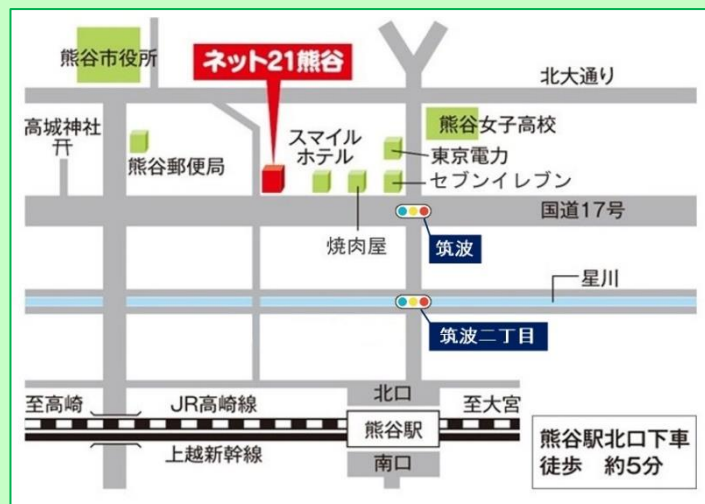 熊谷市役所
ネット21熊谷
北大通り
高城神社
熊谷郵便局
スマイル
ホテル
熊谷女子高校
東京電力
セブンイレブン
焼肉屋
国道17号
筑波
星川
筑波二丁目
北口
至高崎
JR高崎線
至大宮
熊谷駅
上越新幹線
南口
熊谷駅北口下車
徒歩 約5分